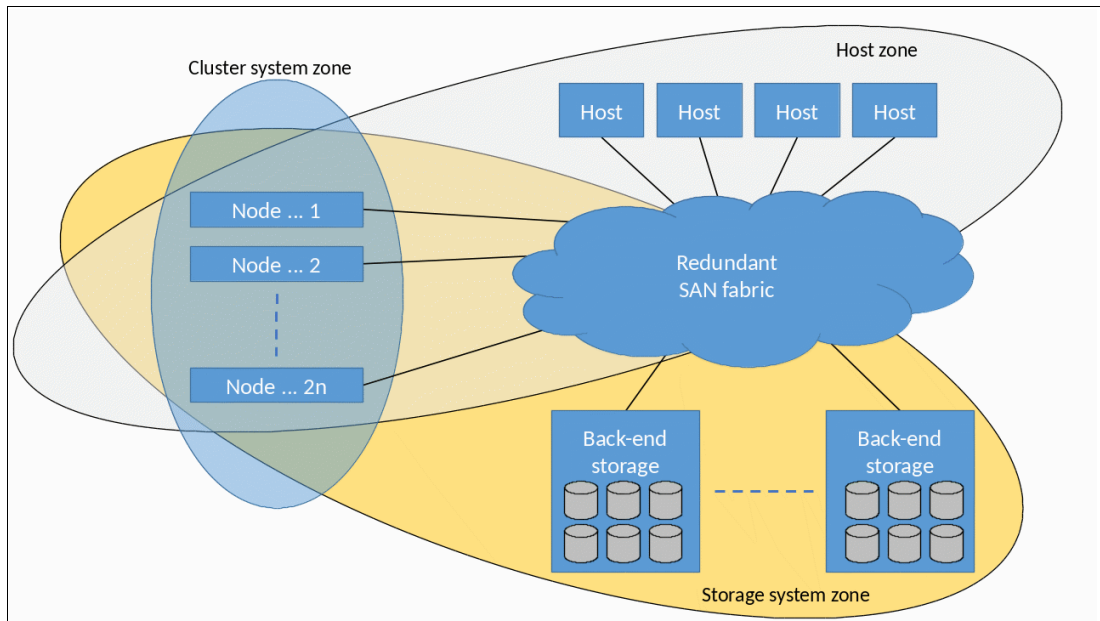 Host zone
Cluster system zone
Host
Host
Host
Host
Node ... 1
Node ... 2
Redundant
SAN fabric
Node ... 2n
Back-end
storage
Back-end
storage
Storage system zone